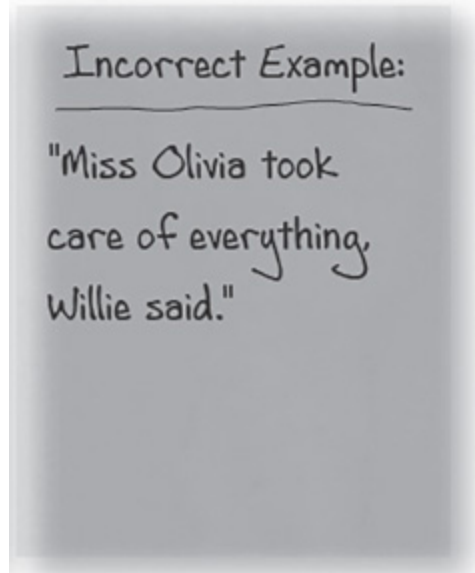 Incorrect Example:
"Miss Olivia took
care of everything,
Willie said."